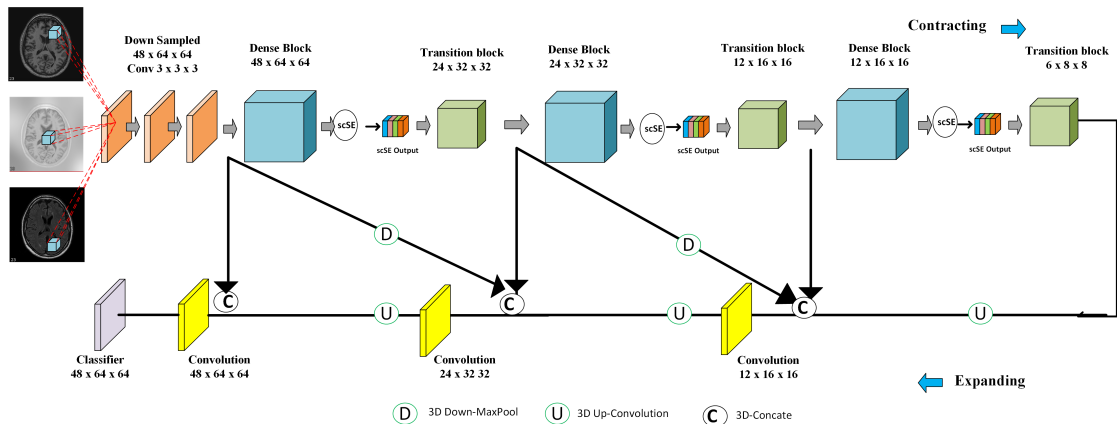 Contracting
Down Sampled
48 x 64 x 64
Conv 3 x 3 x 3
Dense Block
48 x 64 x 64
Transition block
24 x 32 x 32
Dense Block
24 x 32 x 32
Transition block
12 x 16 x 16
Dense Block
12 x 16 x 16
Transition block
6 x 8 x 8
scSE
scSE Output
scSE
scSE Output
scSE
scSE Output
D
D
C
C
C
U
U
U
Classifier
48 x 64 x 64
Convolution
48 x 64 x 64
Convolution
24 x 32 32
Convolution
12 x 16 x 16
Expanding
D 3D Down-MaxPool
U 3D Up-Convolution
C 3D-Concate